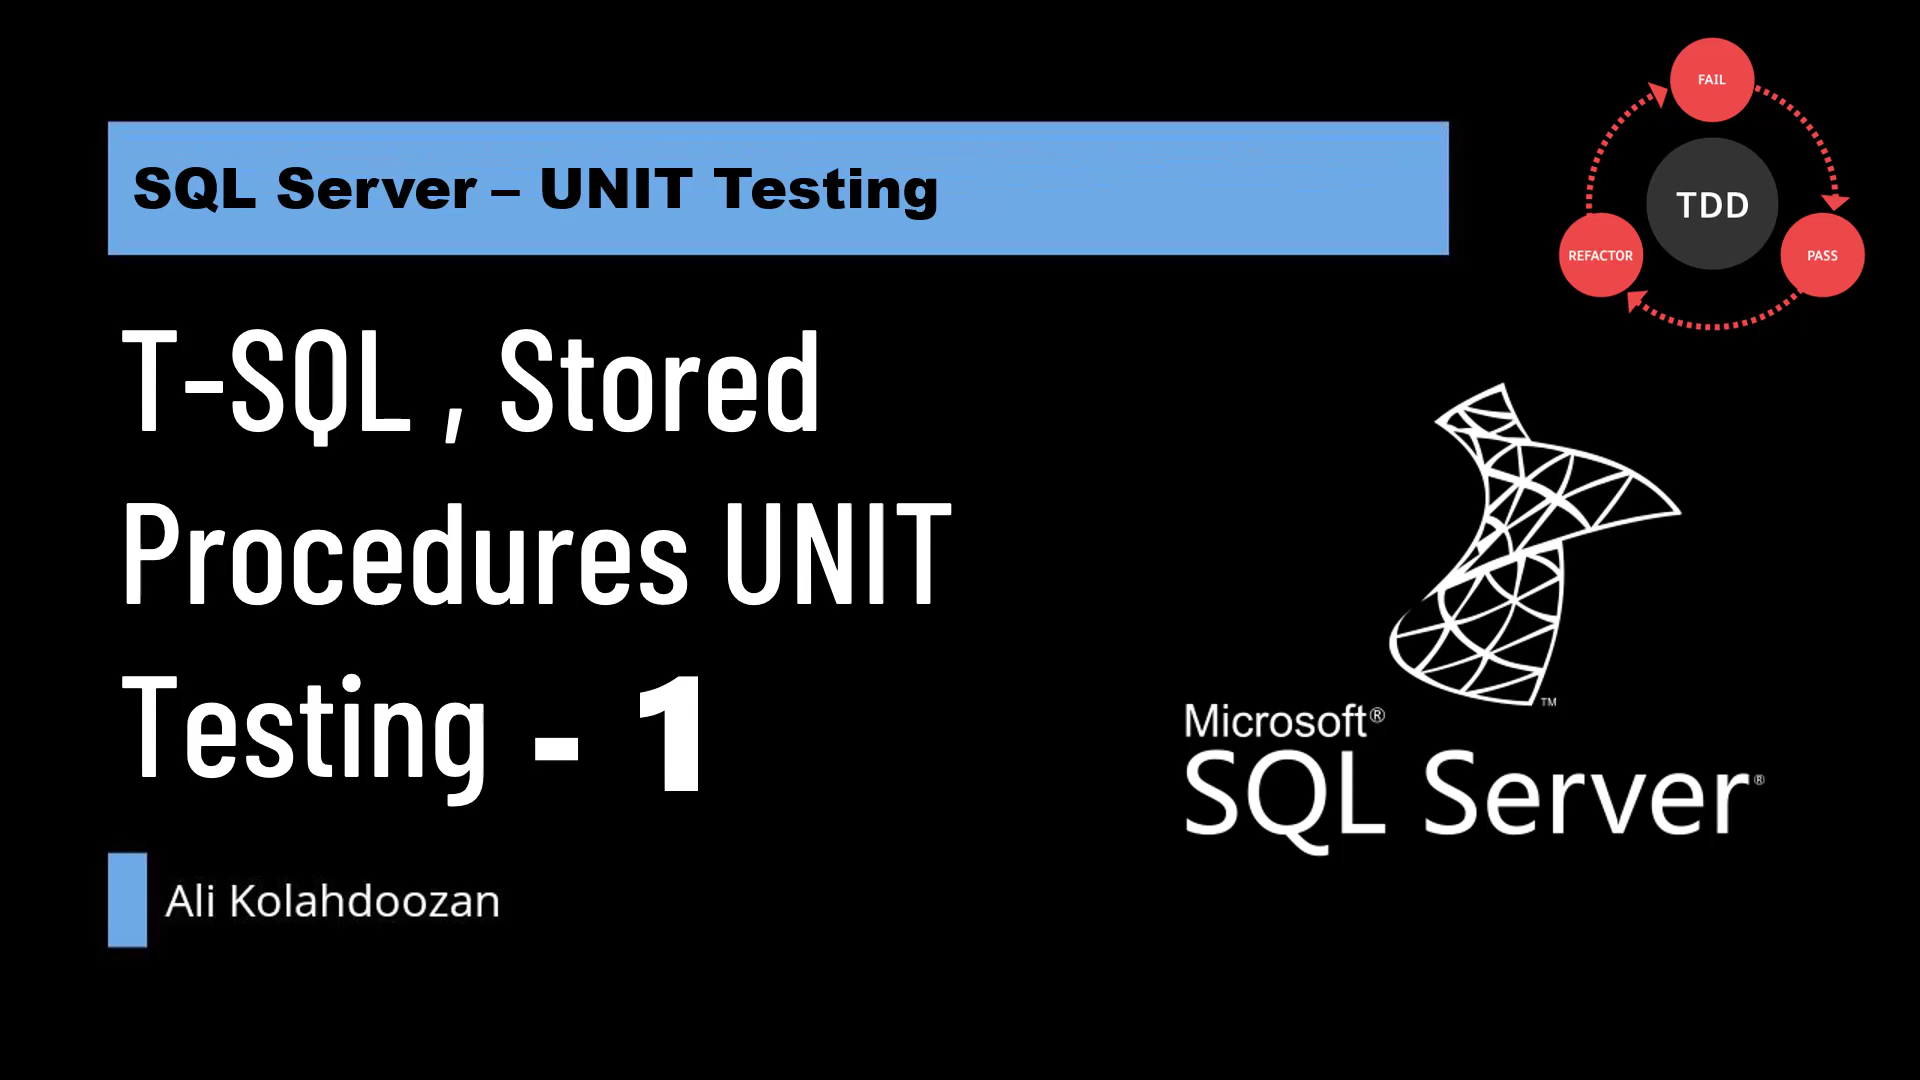 SQL Server – UNIT Testing
T-SQL , Stored
Procedures UNIT
Testing - 1
Ali Kolahdoozan
FAIL
TDD
REFACTOR
PASS
TM
Microsoft®
SQL Server®